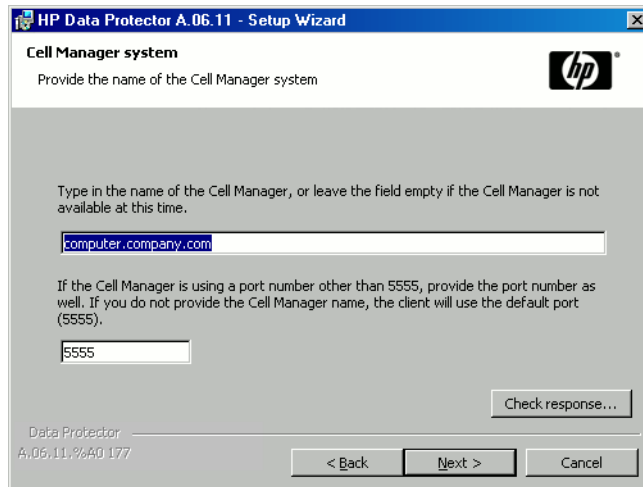 HP Data Protector A.06.11 - Setup Wizard
Cell Manager system
Provide the name of the Cell Manager system
hp
Type in the name of the Cell Manager, or leave the field empty if the Cell Manager is not
available at this time.
computer.company.com
If the Cell Manager is using a port number other than 5555, provide the port number as
well. If you do not provide the Cell Manager name, the client will use the default port
(5555).
5555
Check response...
Data Protector
A.06.11.%A0 177
< Back
Next >
Cancel